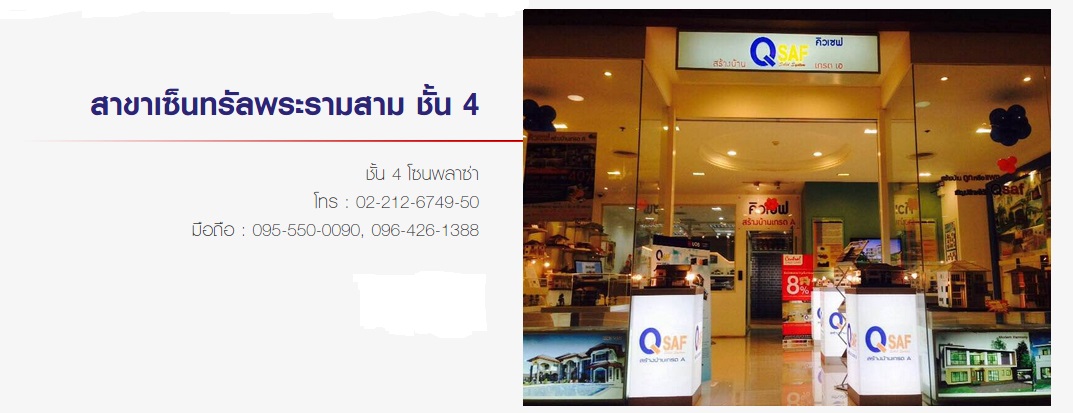 สาขาเซ็นทรัลพระรามสาม ชั้น 4
ชั้น 4 โซนพลาซ่า
โทร : 02-212-6749-50
มือถือ : 095-550-0090, 096-426-1388
QSAF คิวเซฟ
สร้างบ้าน เกรด เอ
คิวเซฟ
สร้างบ้านเกรด A
Qsaf
8%
QSAF
สร้างบ้านเกรด A
QSAF
สร้างบ้านเกรด A